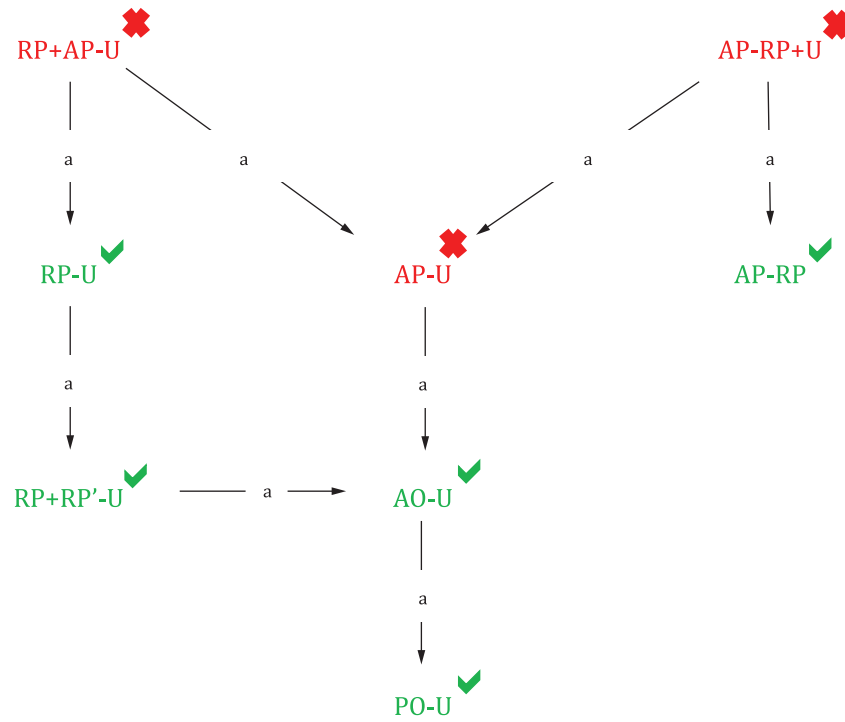 RP+AP-U
AP-RP+U
a
a
a
a
RP-U
AP-U
AP-RP
a
a
RP+RP’-U
a
AO-U
a
PO-U